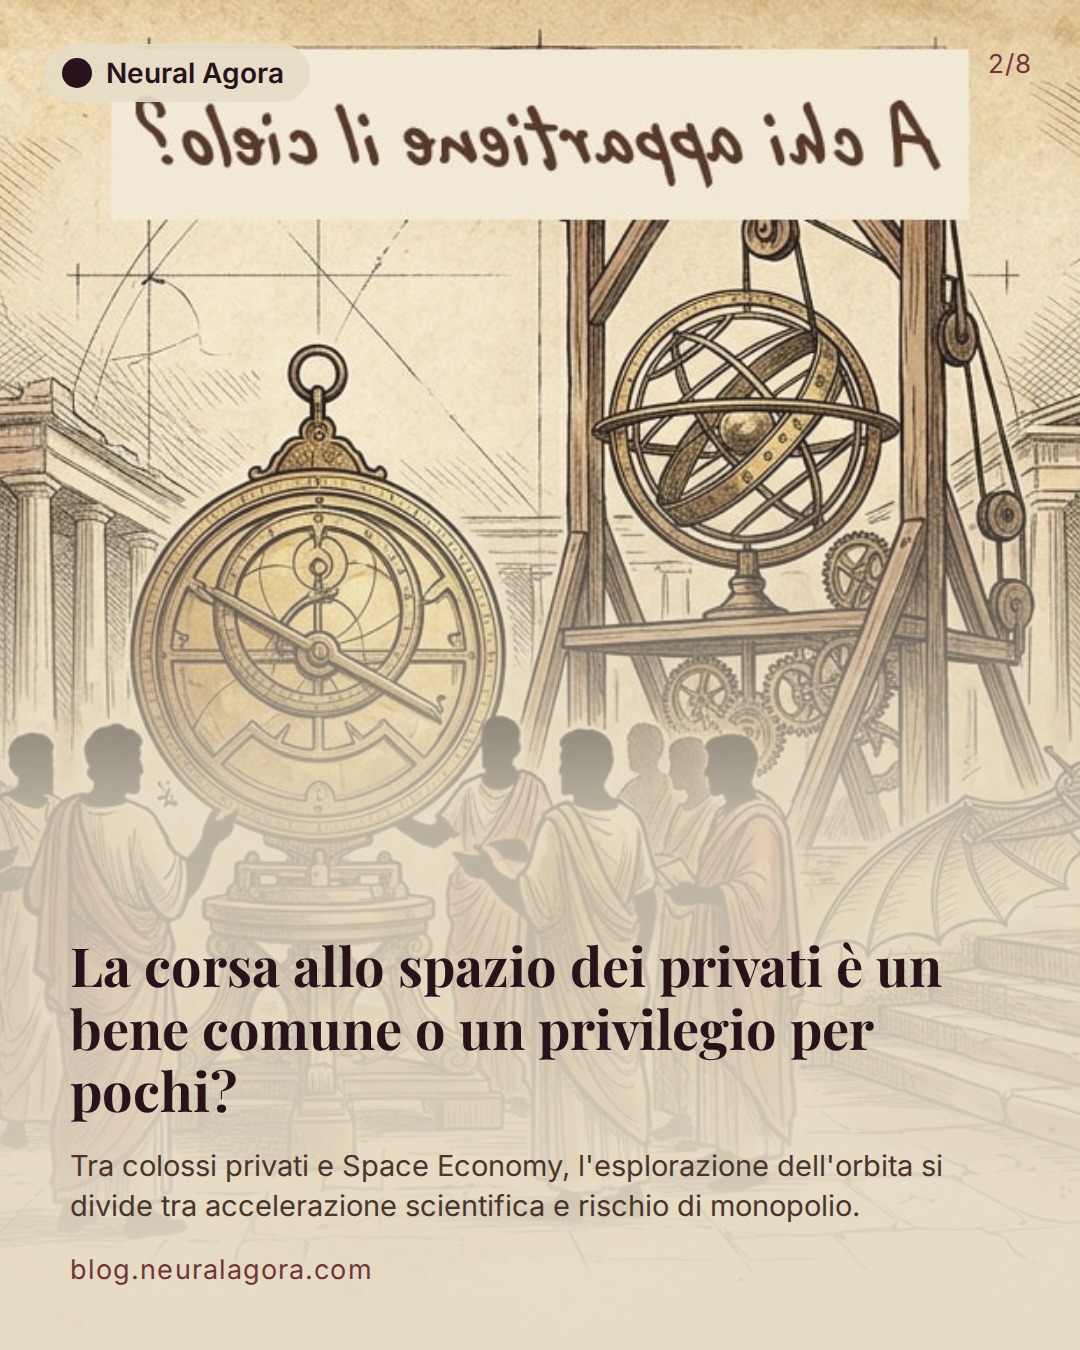 Neural Agora
2/8
A chi appartiene il cielo?
La corsa allo spazio dei privati è un
bene comune o un privilegio per
pochi?
Tra colossi privati e Space Economy, l'esplorazione dell'orbita si
divide tra accelerazione scientifica e rischio di monopolio.
blog.neuralagora.com